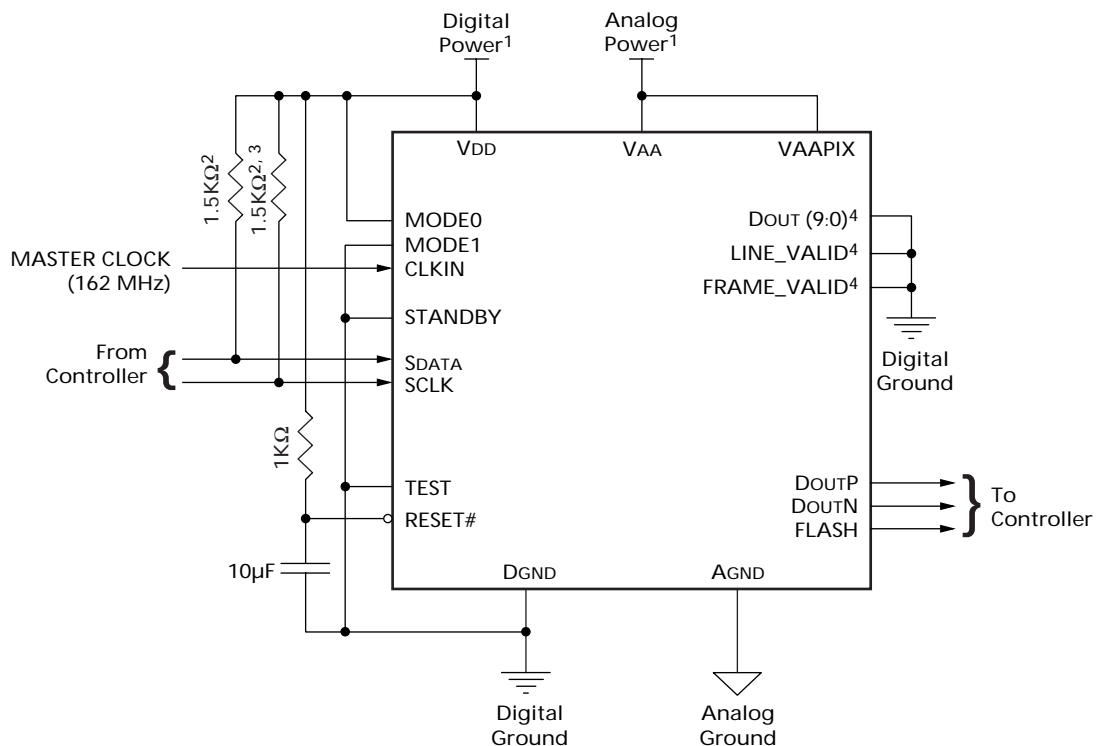 Digital
Power¹
Analog
Power¹
VDD
VAA
VAAPIX
1.5KΩ²
1.5KΩ²,³
MODE0
MODE1
MASTER CLOCK
(162 MHz)
CLKIN
STANDBY
From
Controller
SDATA
SCLK
1KΩ
TEST
RESET#
10µF
DOUT (9:0)⁴
LINE_VALID⁴
FRAME_VALID⁴
Digital
Ground
DOUTP
DOUTN
FLASH
To
Controller
DGND
AGND
Digital
Ground
Analog
Ground